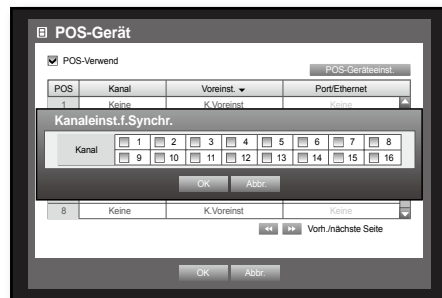 POS-Gerät
POS-Verwend
POS-Geräteeinst.
POS Kanal Voreinst. Port/Ethernet
1 Keine K.Voreinst Keine
Kanaleinst.f.Synchr.
Kanal 1 2 3 4 5 6 7 8
9 10 11 12 13 14 15 16
OK Abbr.
8 Keine K.Voreinst Keine
Vorh./nächste Seite
OK Abbr.